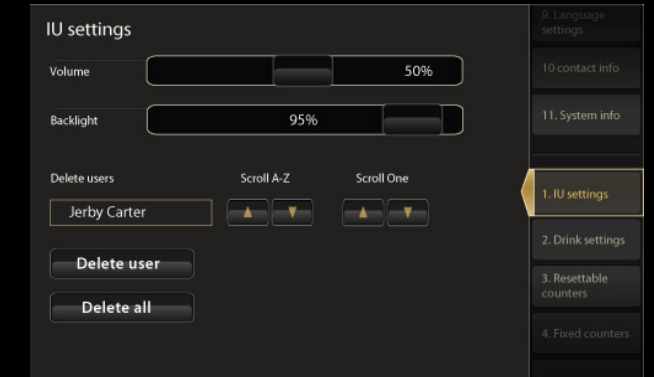 IU settings
Volume
50%
Backlight
95%
Delete users
Scroll A-Z
Scroll One
Jerby Carter
Delete user
Delete all
9. Language
settings
10 contact info
11. System info
1. IU settings
2. Drink settings
3. Resettable
counters
4. Fixed counters